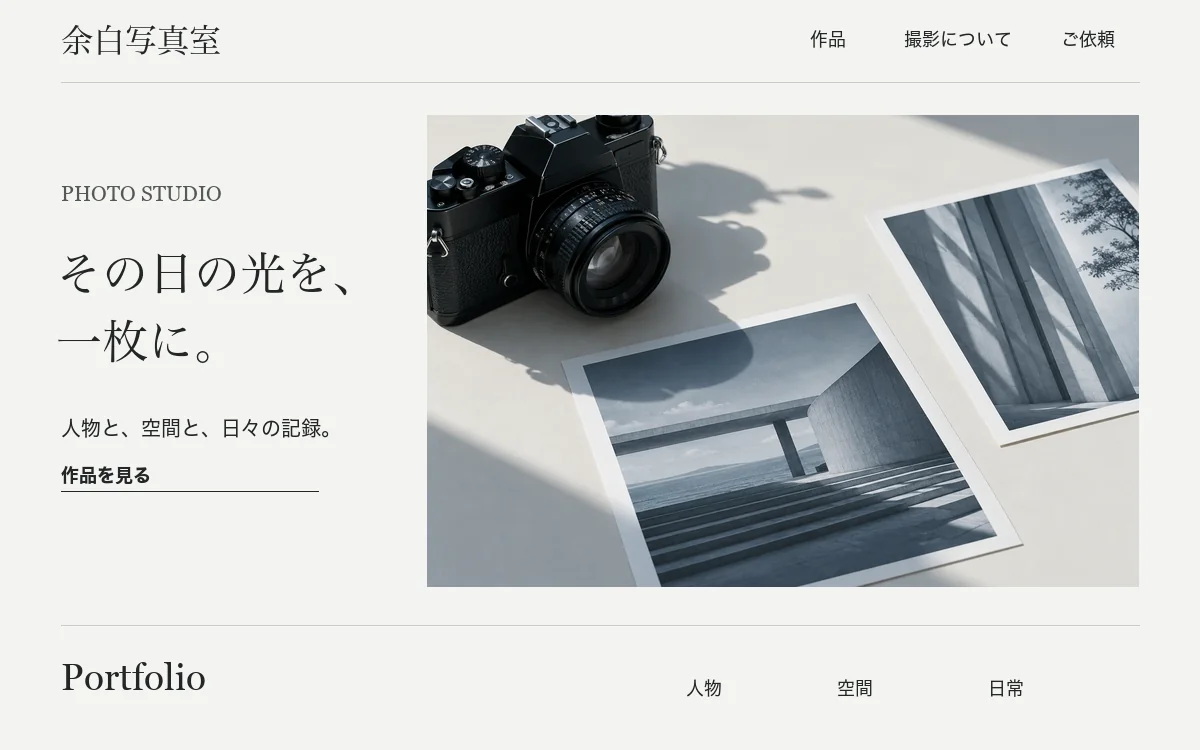 余白写真室
作品
撮影について
ご依頼
PHOTO STUDIO
その日の光を、
一枚に。
人物と、空間と、日々の記録。
作品を見る
Portfolio
人物
空間
日常